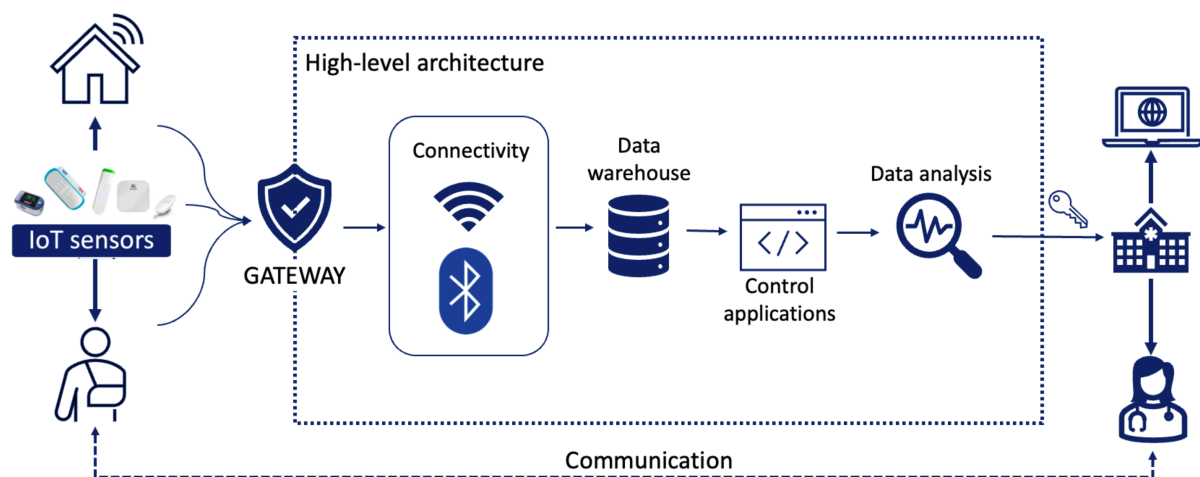 High-level architecture
Connectivity
Data
warehouse
Data analysis
IoT sensors
GATEWAY
</>
Control
applications
Communication